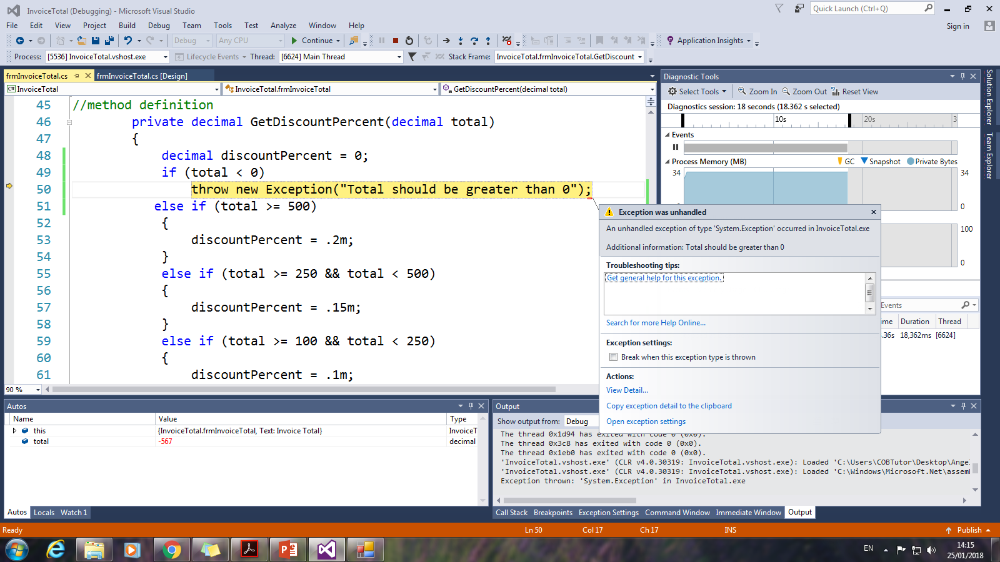 InvoiceTotal (Debugging) - Microsoft Visual Studio
Quick Launch (Ctrl+Q)
File Edit View Project Build Debug Team Tools Test Analyze Window Help
Sign in
Debug Any CPU Continue Application Insights
Process: [5536] InvoiceTotal.vshost.exe Lifecycle Events Thread: [6624] Main Thread Stack Frame: InvoiceTotal.frmInvoiceTotal.GetDiscount
frmInvoiceTotal.cs frmInvoiceTotal.cs [Design]
C# InvoiceTotal InvoiceTotal.frmInvoiceTotal GetDiscountPercent(decimal total)
45 //method definition
46 private decimal GetDiscountPercent(decimal total)
47 {
48 decimal discountPercent = 0;
49 if (total < 0)
50 throw new Exception("Total should be greater than 0");
51 else if (total >= 500)
52 {
53 discountPercent = .2m;
54 }
55 else if (total >= 250 && total < 500)
56 {
57 discountPercent = .15m;
58 }
59 else if (total >= 100 && total < 250)
60 {
61 discountPercent = .1m;
90 %
Diagnostic Tools
Select Tools Zoom In Zoom Out Reset View
Diagnostics session: 18 seconds (18.362 s selected)
10s 20s 3
Events
Process Memory (MB) GC Snapshot Private Bytes
34 34
0
100
0
Events
me Duration Thread
.36s 18,362ms [6624]
Solution Explorer
Team Explorer
Exception was unhandled
An unhandled exception of type 'System.Exception' occurred in InvoiceTotal.exe
Additional information: Total should be greater than 0
Troubleshooting tips:
Get general help for this exception.
Search for more Help Online...
Exception settings:
Break when this exception type is thrown
Actions:
View Detail...
Copy exception detail to the clipboard
Open exception settings
Autos
Name Value Type
this {InvoiceTotal.frmInvoiceTotal, Text: Invoice Total} InvoiceT
total -567 decimal
Autos Locals Watch 1
Output
Show output from: Debug
The thread 0x1d94 has exited with code 0 (0x0).
The thread 0x3c8 has exited with code 0 (0x0).
The thread 0x1eb0 has exited with code 0 (0x0).
'InvoiceTotal.vshost.exe' (CLR v4.0.30319: InvoiceTotal.vshost.exe): Loaded 'C:\Users\COBTutor\Desktop\Angel
'InvoiceTotal.vshost.exe' (CLR v4.0.30319: InvoiceTotal.vshost.exe): Loaded 'C:\Windows\Microsoft.Net\assemb
Exception thrown: 'System.Exception' in InvoiceTotal.exe
Call Stack Breakpoints Exception Settings Command Window Immediate Window Output
Ready Ln 50 Col 17 Ch 17 INS Publish
EN
14:15
25/01/2018